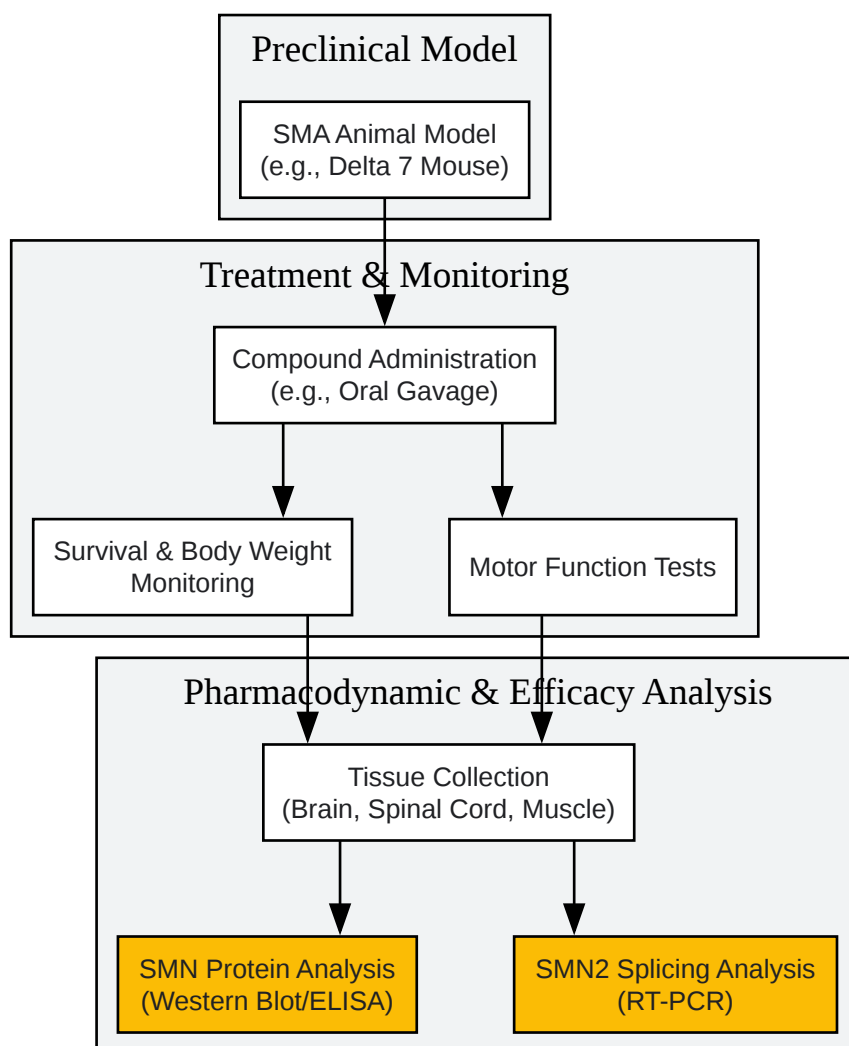 Preclinical Model
SMA Animal Model
(e.g., Delta 7 Mouse)
Treatment & Monitoring
Compound Administration
(e.g., Oral Gavage)
Survival & Body Weight
Monitoring
Motor Function Tests
Pharmacodynamic & Efficacy Analysis
Tissue Collection
(Brain, Spinal Cord, Muscle)
SMN Protein Analysis
(Western Blot/ELISA)
SMN2 Splicing Analysis
(RT-PCR)